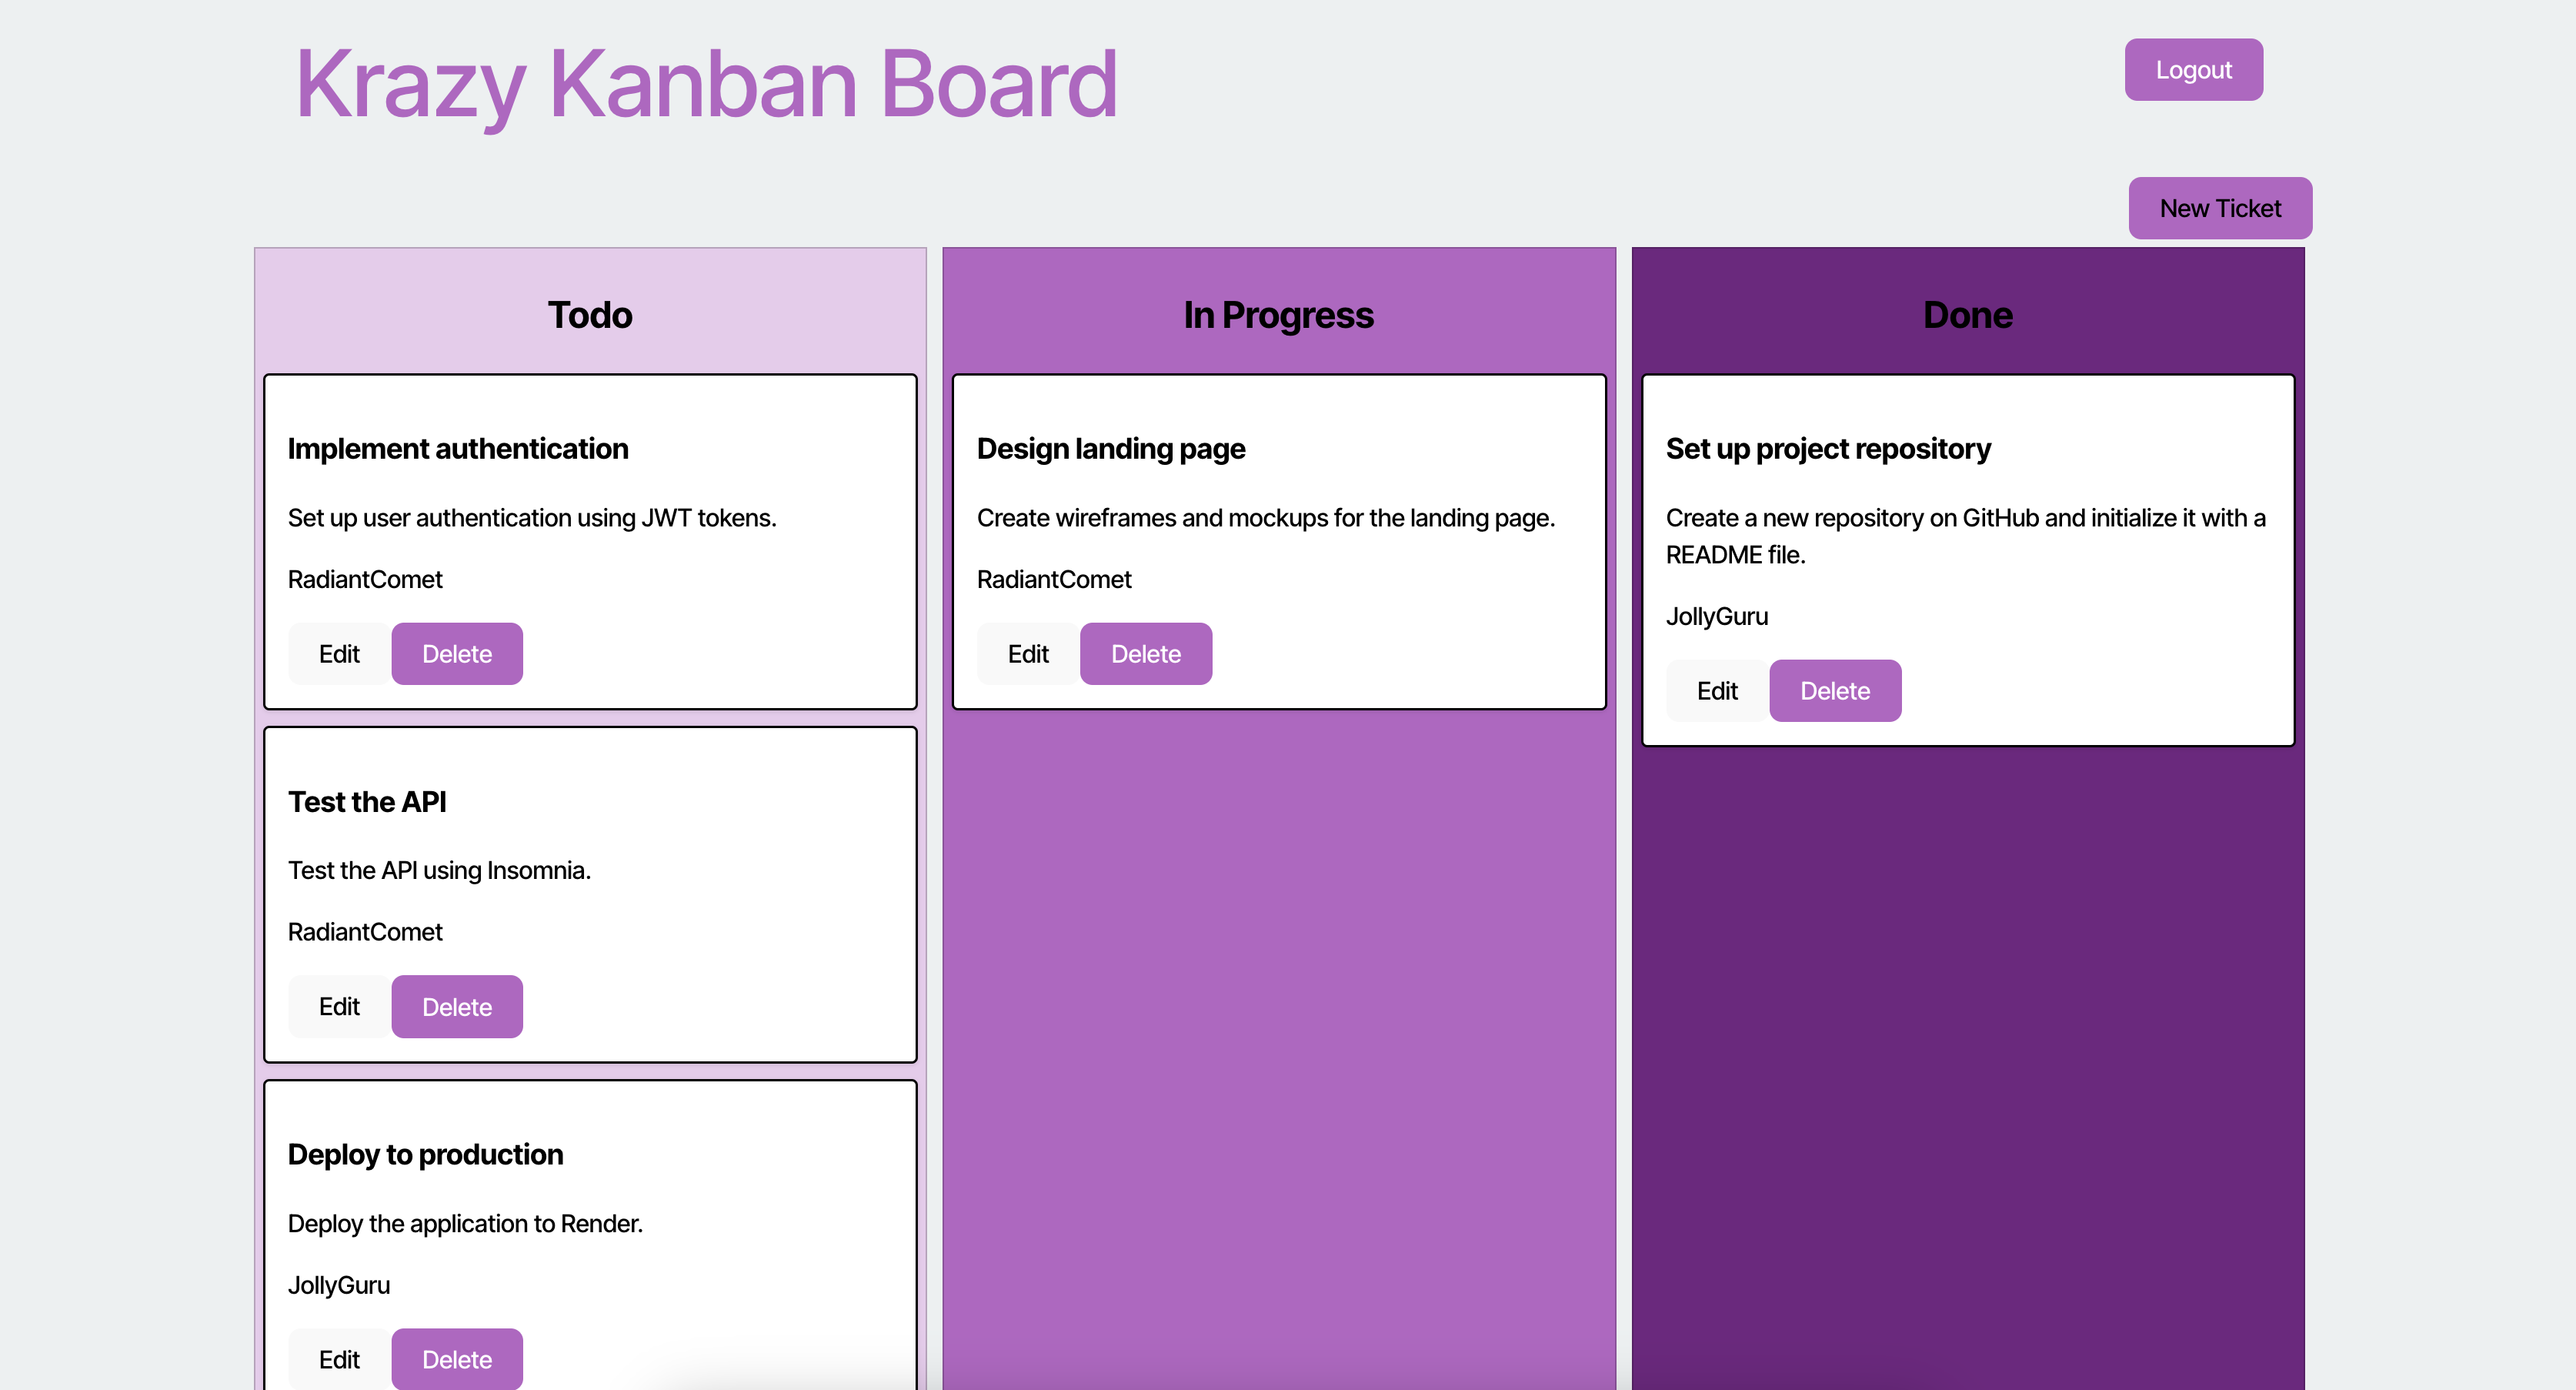 Krazy Kanban Board
Logout
New Ticket
Todo
Implement authentication
Set up user authentication using JWT tokens.
RadiantComet
Edit
Delete
Test the API
Test the API using Insomnia.
RadiantComet
Edit
Delete
Deploy to production
Deploy the application to Render.
JollyGuru
Edit
Delete
In Progress
Design landing page
Create wireframes and mockups for the landing page.
RadiantComet
Edit
Delete
Done
Set up project repository
Create a new repository on GitHub and initialize it with a
README file.
JollyGuru
Edit
Delete